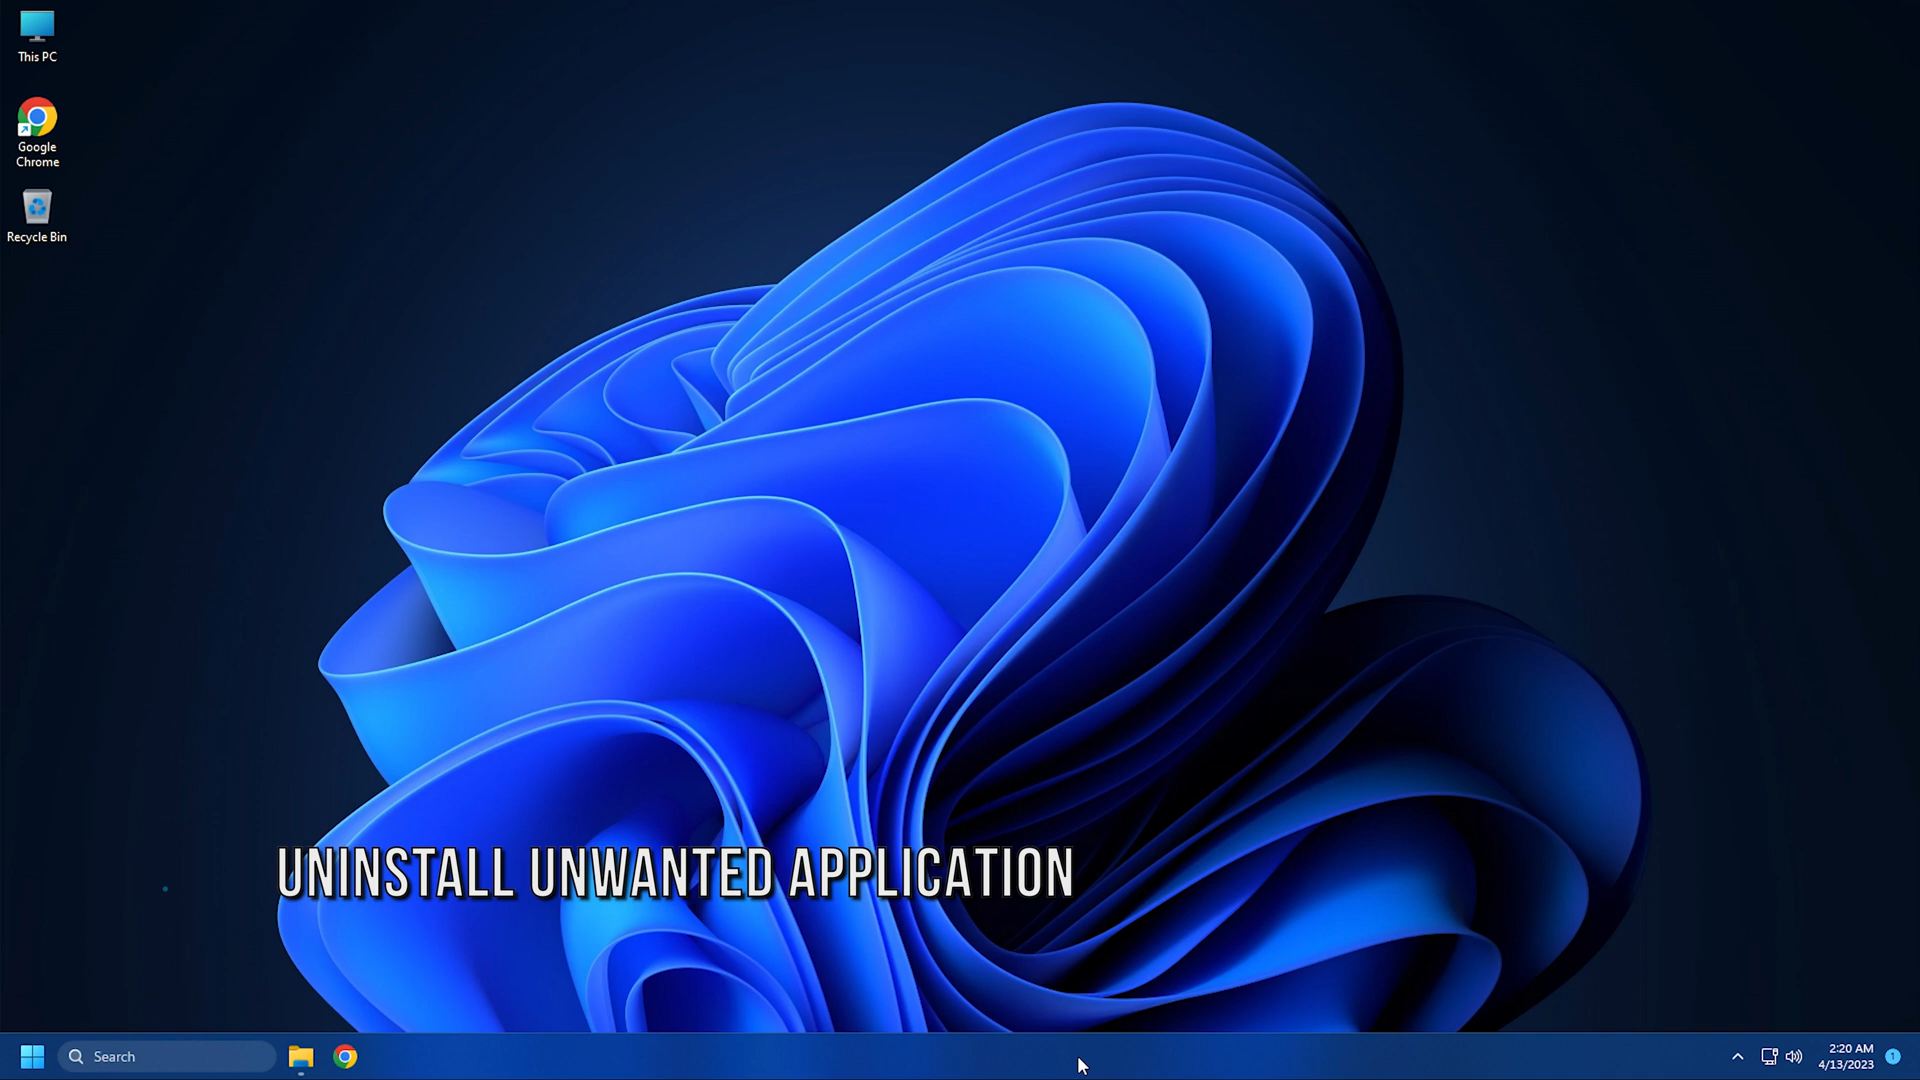 This PC
Google
Chrome
Recycle Bin
UNINSTALL UNWANTED APPLICATION
Search
2:20 AM
4/13/2023
1